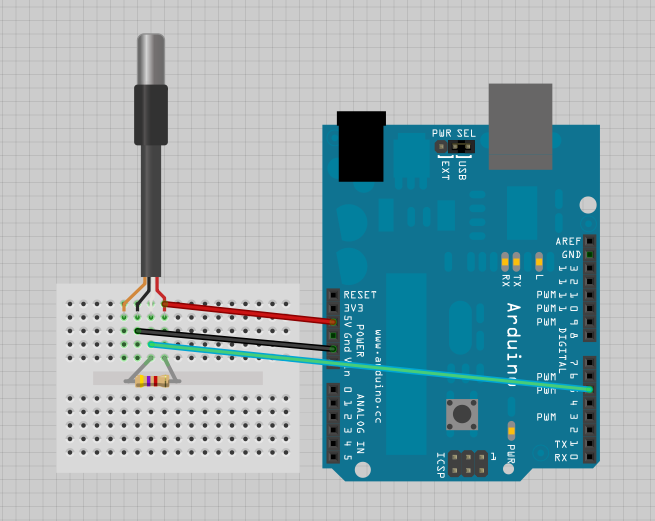 PWR SEL
EXT
USB
AREF
GND
RX
TX
L
13
12
11
10
9
8
PWM
PWM
PWM
DIGITAL
7
6
PWM
PWM
4
3
PWM
2
1
TX
0
RX
RESET
3V3
5V
Gnd
Vin
POWER
www.arduino.cc
Arduino
0
1
2
3
4
5
ANALOG IN
ICSP
1
PWR